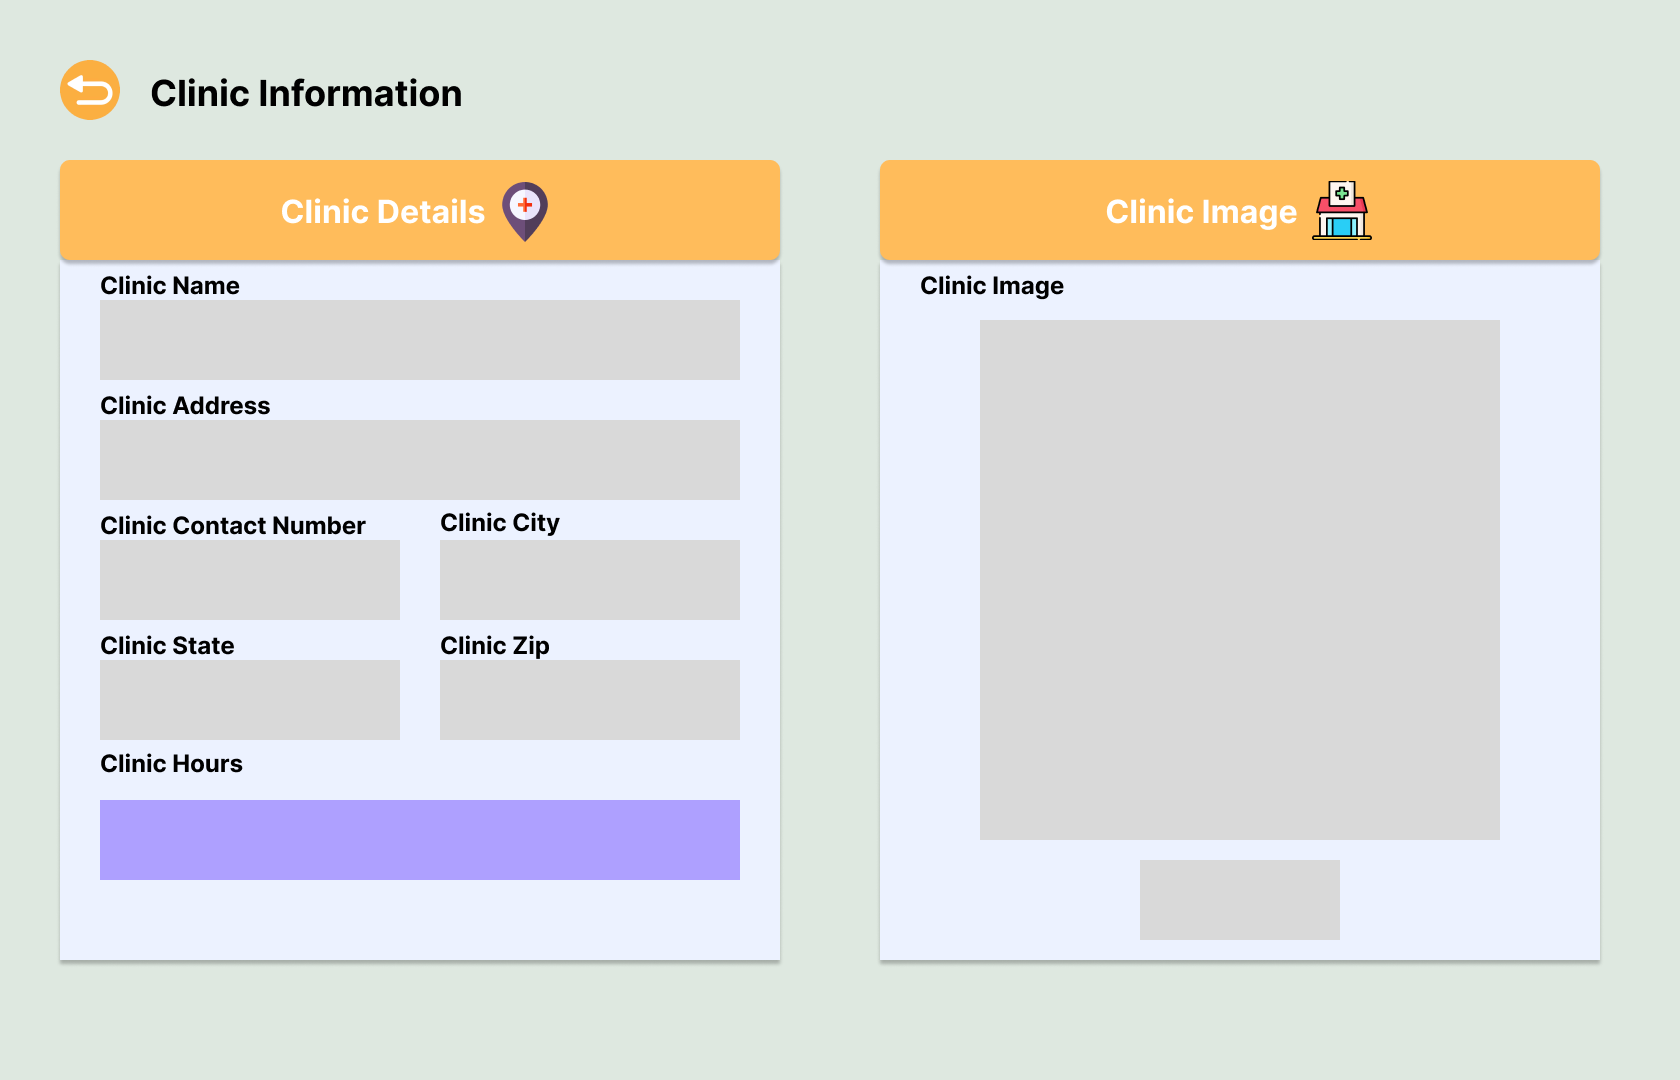 Clinic Information
Clinic Details
Clinic Name
Clinic Address
Clinic Contact Number
Clinic City
Clinic State
Clinic Zip
Clinic Hours
Clinic Image
Clinic Image